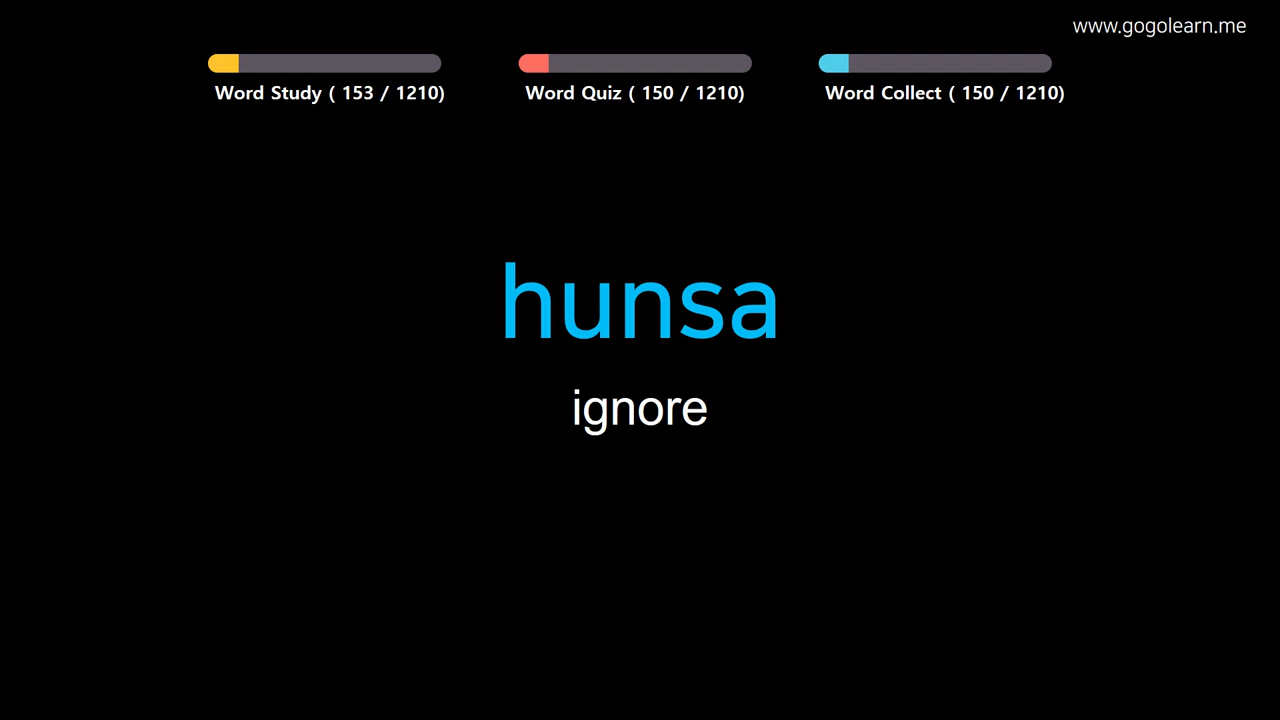 www.gogolearn.me
Word Study ( 153 / 1210)
Word Quiz ( 150 / 1210)
Word Collect ( 150 / 1210)
hunsa
ignore